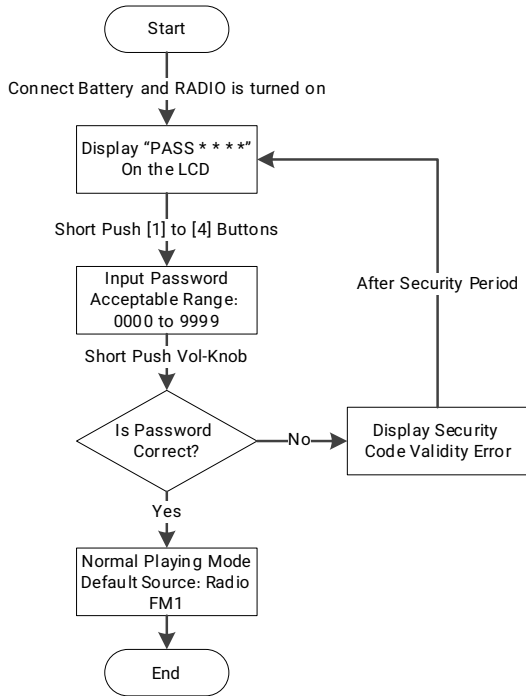 Start
Connect Battery and RADIO is turned on
Display “PASS * * * *”
On the LCD
Short Push [1] to [4] Buttons
Input Password
Acceptable Range:
0000 to 9999
After Security Period
Short Push Vol-Knob
Is Password
Correct?
No
Display Security
Code Validity Error
Yes
Normal Playing Mode
Default Source: Radio
FM1
End